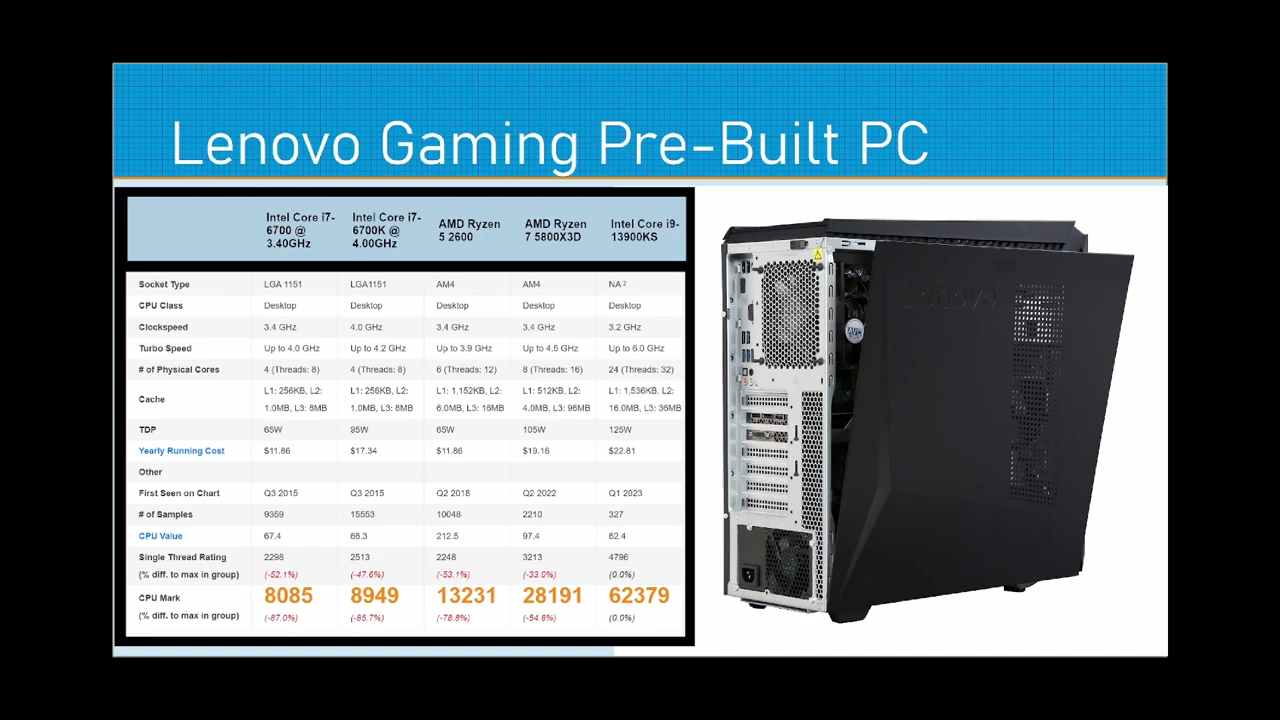 Lenovo Gaming Pre-Built PC
Intel Core i7-6700 @ 3.40GHz Intel Core i7-6700K @ 4.00GHz AMD Ryzen 5 2600 AMD Ryzen 7 5800X3D Intel Core i9-13900KS
Socket Type LGA 1151 LGA1151 AM4 AM4 NA 2
CPU Class Desktop Desktop Desktop Desktop Desktop
Clockspeed 3.4 GHz 4.0 GHz 3.4 GHz 3.4 GHz 3.2 GHz
Turbo Speed Up to 4.0 GHz Up to 4.2 GHz Up to 3.9 GHz Up to 4.5 GHz Up to 6.0 GHz
# of Physical Cores 4 (Threads: 8) 4 (Threads: 8) 6 (Threads: 12) 8 (Threads: 16) 24 (Threads: 32)
Cache L1: 256KB, L2: 1.0MB, L3: 8MB L1: 256KB, L2: 1.0MB, L3: 8MB L1: 1,152KB, L2: 6.0MB, L3: 16MB L1: 512KB, L2: 4.0MB, L3: 96MB L1: 1,536KB, L2: 16.0MB, L3: 36MB
TDP 65W 95W 65W 105W 125W
Yearly Running Cost $11.86 $17.34 $11.86 $19.16 $22.81
Other
First Seen on Chart Q3 2015 Q3 2015 Q2 2018 Q2 2022 Q1 2023
# of Samples 9359 15553 10048 2210 327
CPU Value 67.4 66.3 212.5 97.4 62.4
Single Thread Rating 2298 2513 2248 3213 4796
(% diff. to max in group) (-52.1%) (-47.6%) (-53.1%) (-33.0%) (0.0%)
CPU Mark 8085 8949 13231 28191 62379
(% diff. to max in group) (-87.0%) (-85.7%) (-78.8%) (-54.8%) (0.0%)
Lenovo
AVC